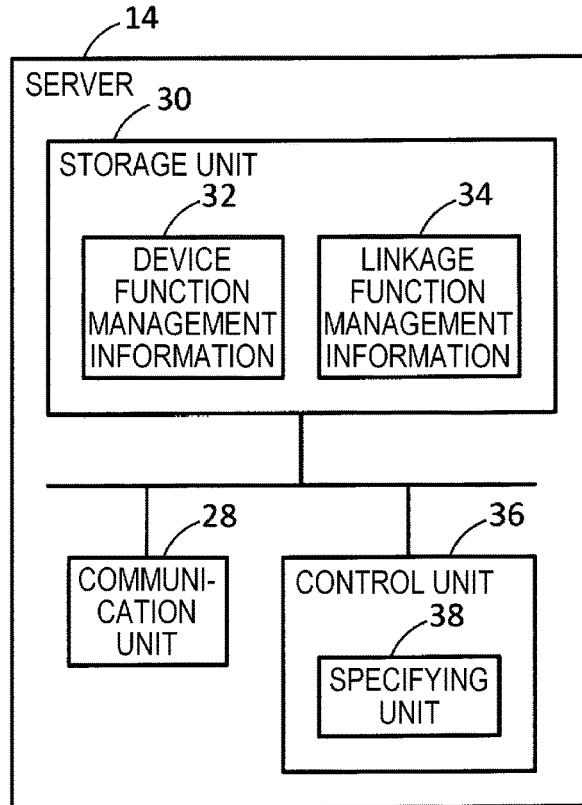 14
SERVER
30
STORAGE UNIT
32
DEVICE
FUNCTION
MANAGEMENT
INFORMATION
34
LINKAGE
FUNCTION
MANAGEMENT
INFORMATION
28
COMMUNI-
CATION
UNIT
36
CONTROL UNIT
38
SPECIFYING
UNIT